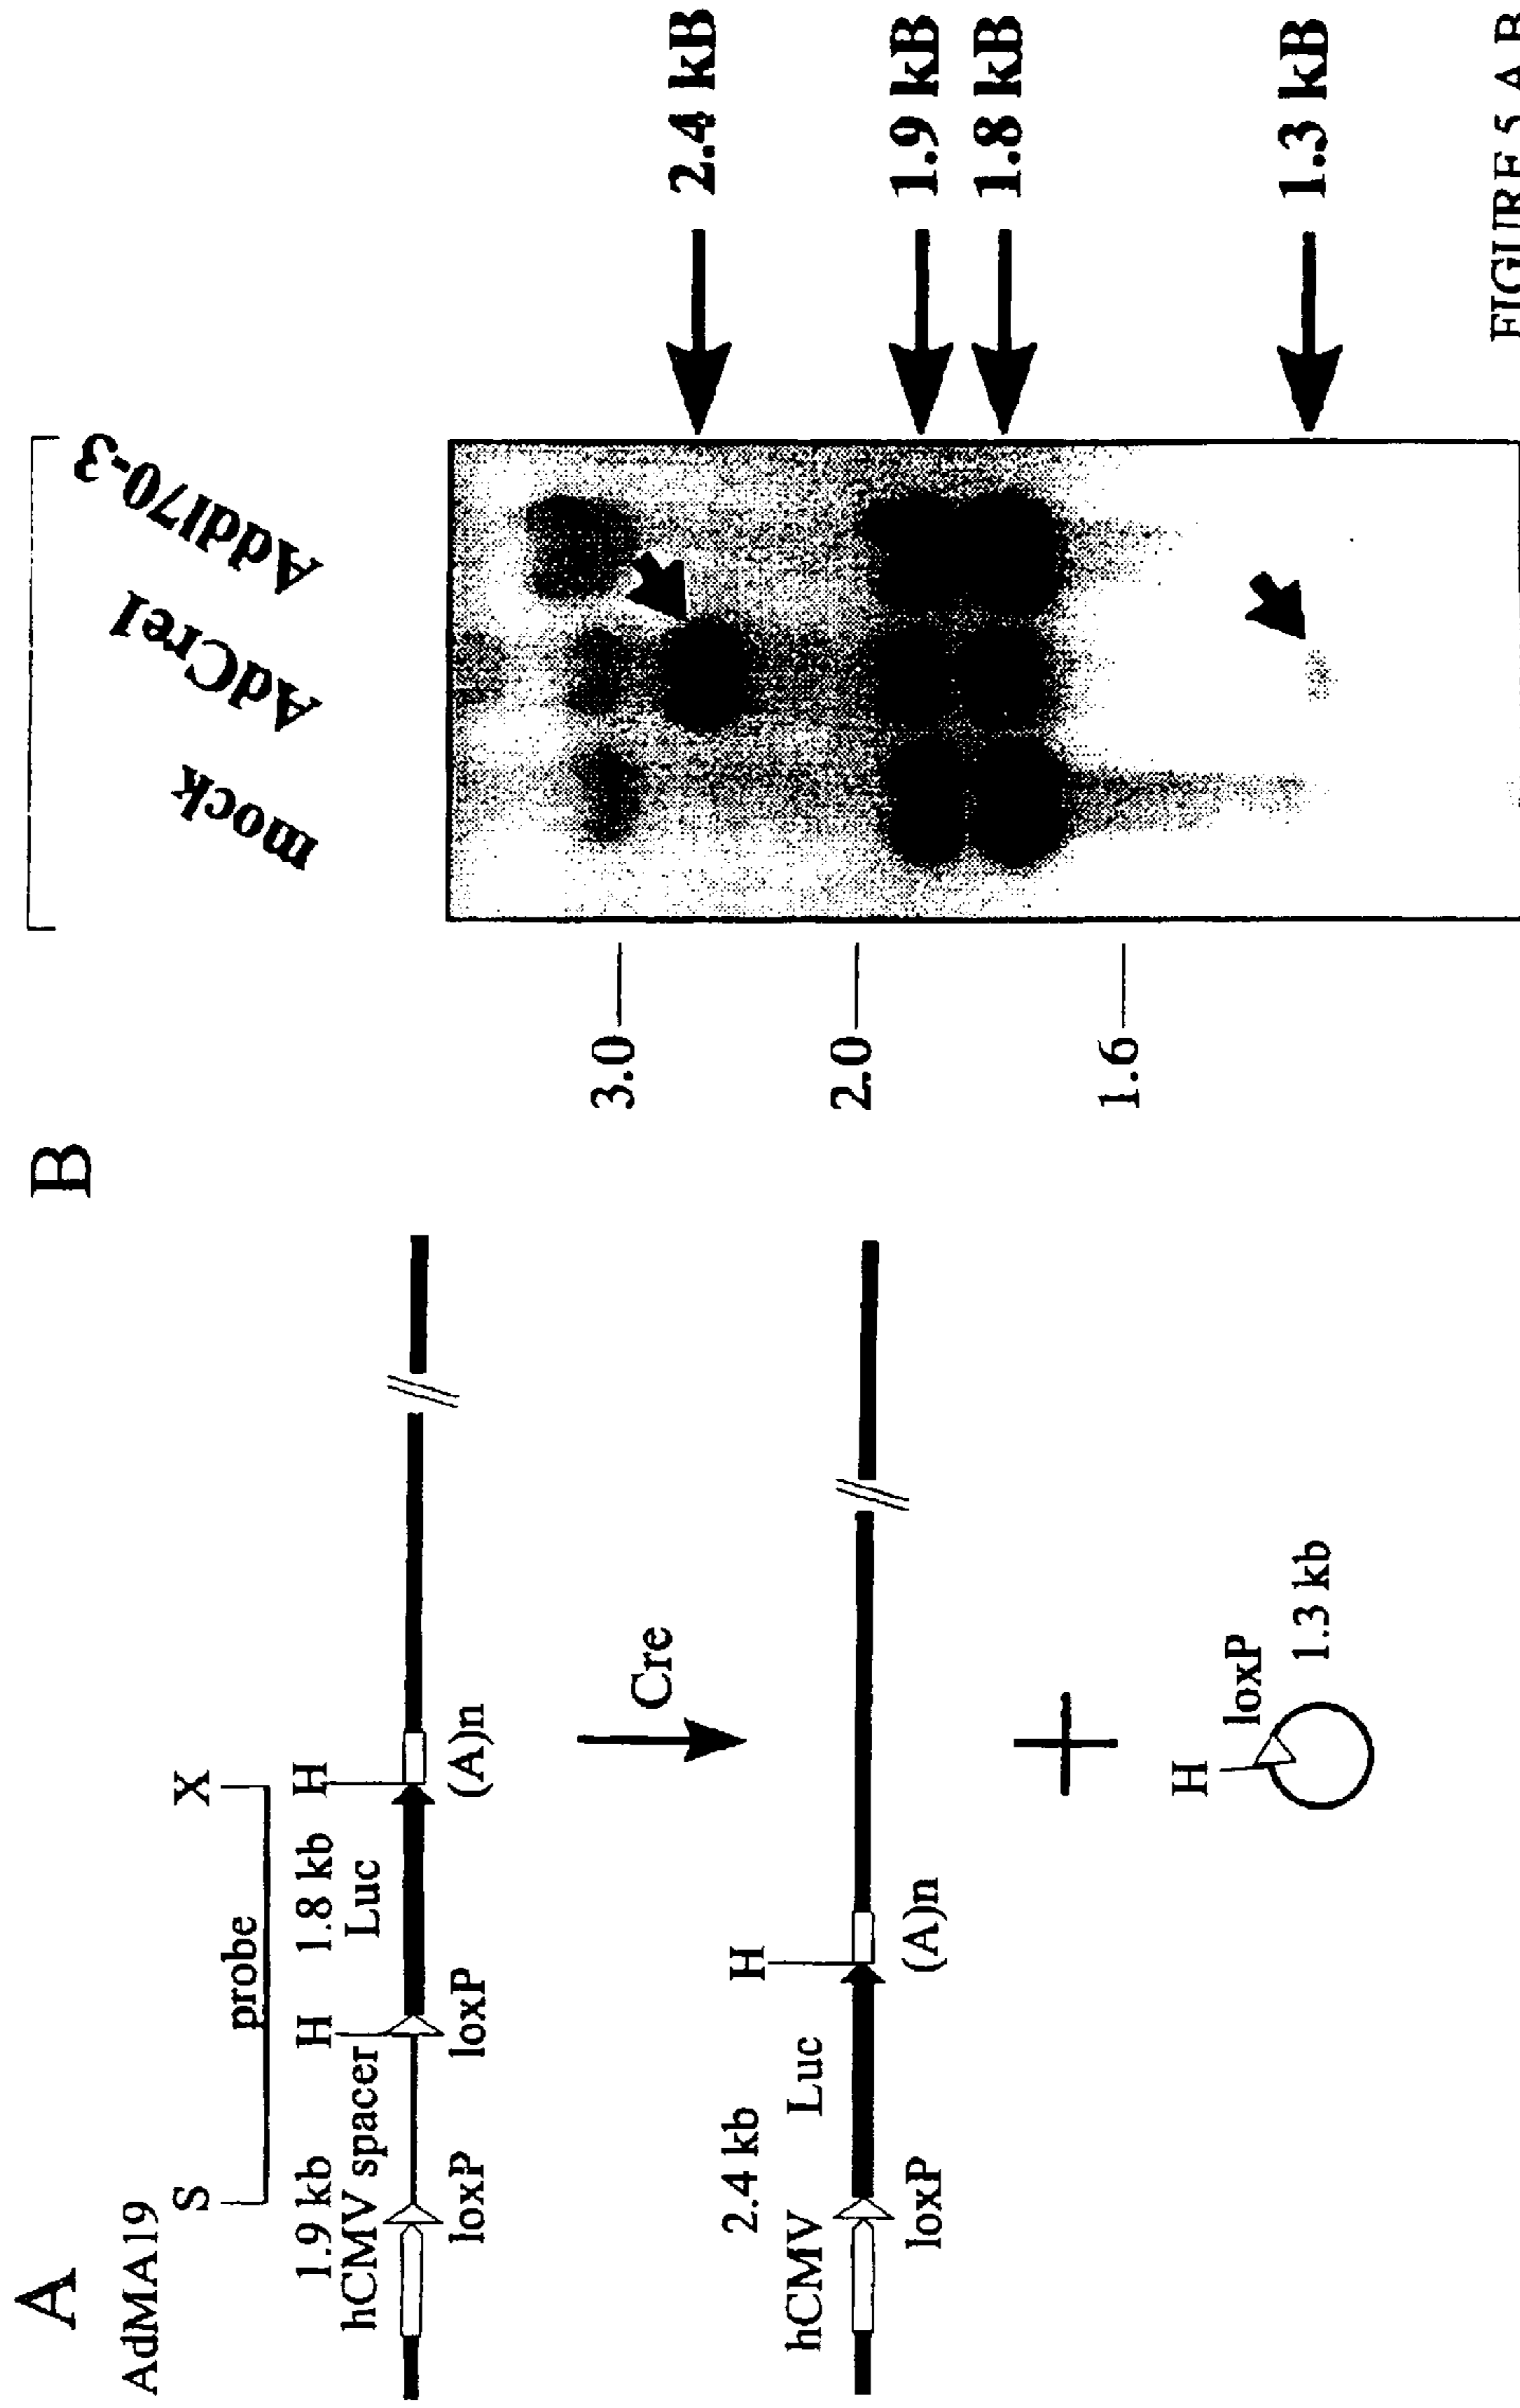 A
AdMA19
S
X
probe
1.9 kb
H
1.8 kb
H
hCMV spacer
Luc
loxP
loxP
(A)n
Cre
2.4 kb
H
hCMV
Luc
loxP
(A)n
+
H
loxP
1.3 kb
B
mock
AdCre1
Addl70-3
3.0
2.0
1.6
2.4 kB
1.9 kB
1.8 kB
1.3 kB
FIGURE 5 A,B